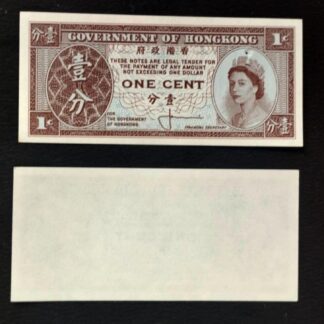 分壹 GOVERNMENT OF HONGKONG 1¢
府政港香
THESE NOTES ARE LEGAL TENDER FOR
THE PAYMENT OF ANY AMOUNT
NOT EXCEEDING ONE DOLLAR
壹分
ONE CENT
分壹
FOR
THE GOVERNMENT
OF HONGKONG
FINANCIAL SECRETARY
1¢ 分壹